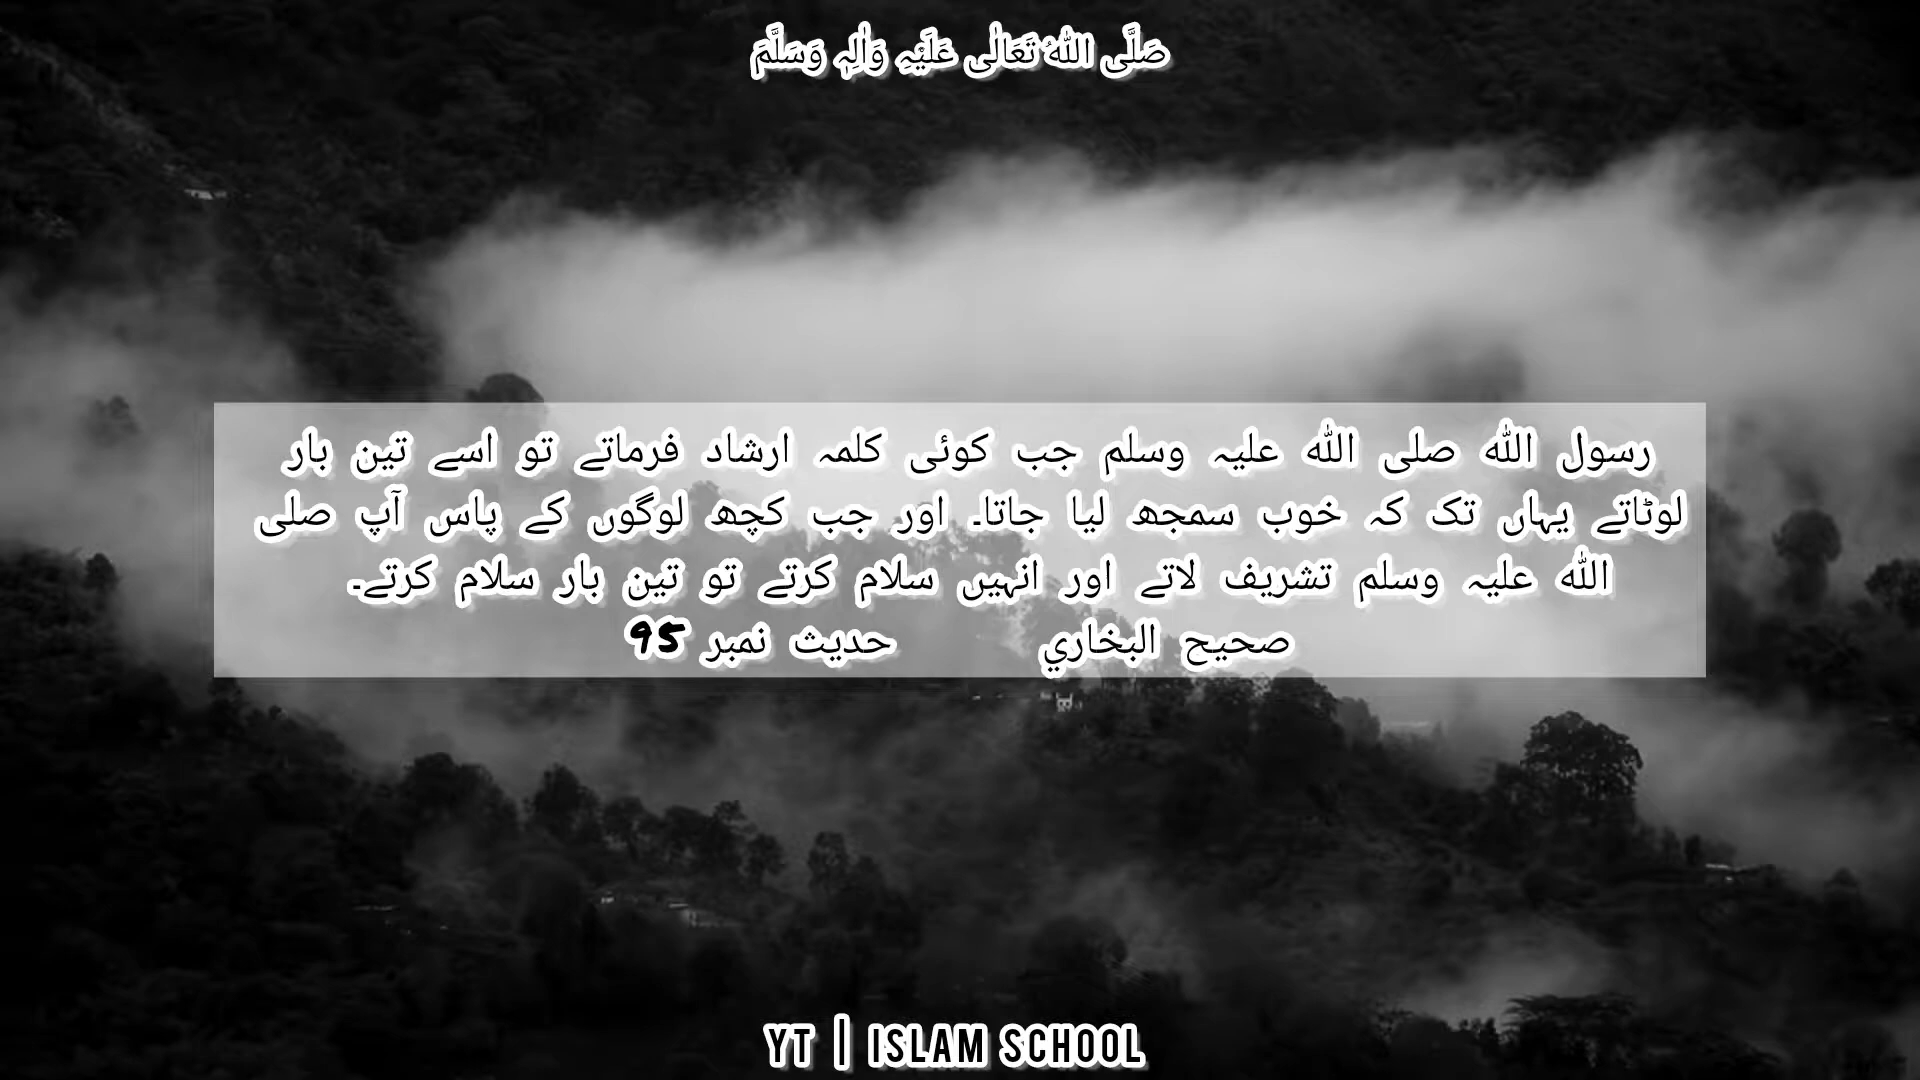 صَلَّی اللہُ تَعَالٰی عَلَیْہِ وَاٰلِہٖ وَسَلَّمَ
رسول اللہ صلی اللہ علیہ وسلم جب کوئی کلمہ ارشاد فرماتے تو اسے تین بار
لوٹاتے یہاں تک کہ خوب سمجھ لیا جاتا۔ اور جب کچھ لوگوں کے پاس آپ صلی
اللہ علیہ وسلم تشریف لاتے اور انہیں سلام کرتے تو تین بار سلام کرتے۔
صحيح البخاري حدیث نمبر 95
YT | ISLAM SCHOOL